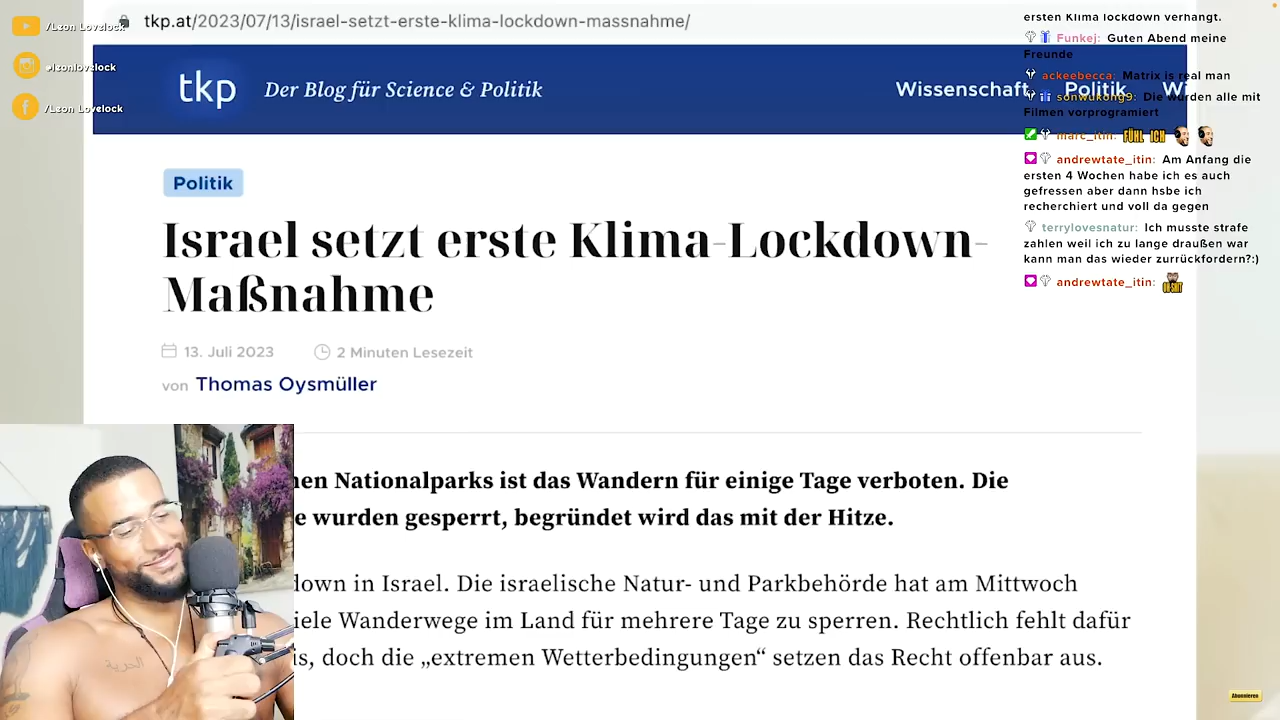 /Leon Lovelock
@leonlovelock
/Leon Lovelock
tkp.at/2023/07/13/israel-setzt-erste-klima-lockdown-massnahme/
tkp
Der Blog für Science & Politik
Wissenschaft
Politik
Wi
Politik
Israel setzt erste Klima-Lockdown-
Maßnahme
13. Juli 2023
2 Minuten Lesezeit
von Thomas Oysmüller
hen Nationalparks ist das Wandern für einige Tage verboten. Die
e wurden gesperrt, begründet wird das mit der Hitze.
down in Israel. Die israelische Natur- und Parkbehörde hat am Mittwoch
iele Wanderwege im Land für mehrere Tage zu sperren. Rechtlich fehlt dafür
is, doch die „extremen Wetterbedingungen“ setzen das Recht offenbar aus.
ersten Klima lockdown verhängt.
Funkej: Guten Abend meine
Freunde
ackeebecca: Matrix is real man
sonwukong9: Die wurden alle mit
Filmen vorprogramiert
marc_itin: FÜHL ICH
andrewtate_itin: Am Anfang die
ersten 4 Wochen habe ich es auch
gefressen aber dann hsbe ich
recherchiert und voll da gegen
terrylovesnatur: Ich musste strafe
zahlen weil ich zu lange draußen war
kann man das wieder zurrückfordern?:)
andrewtate_itin:
الحرية
Abonnieren